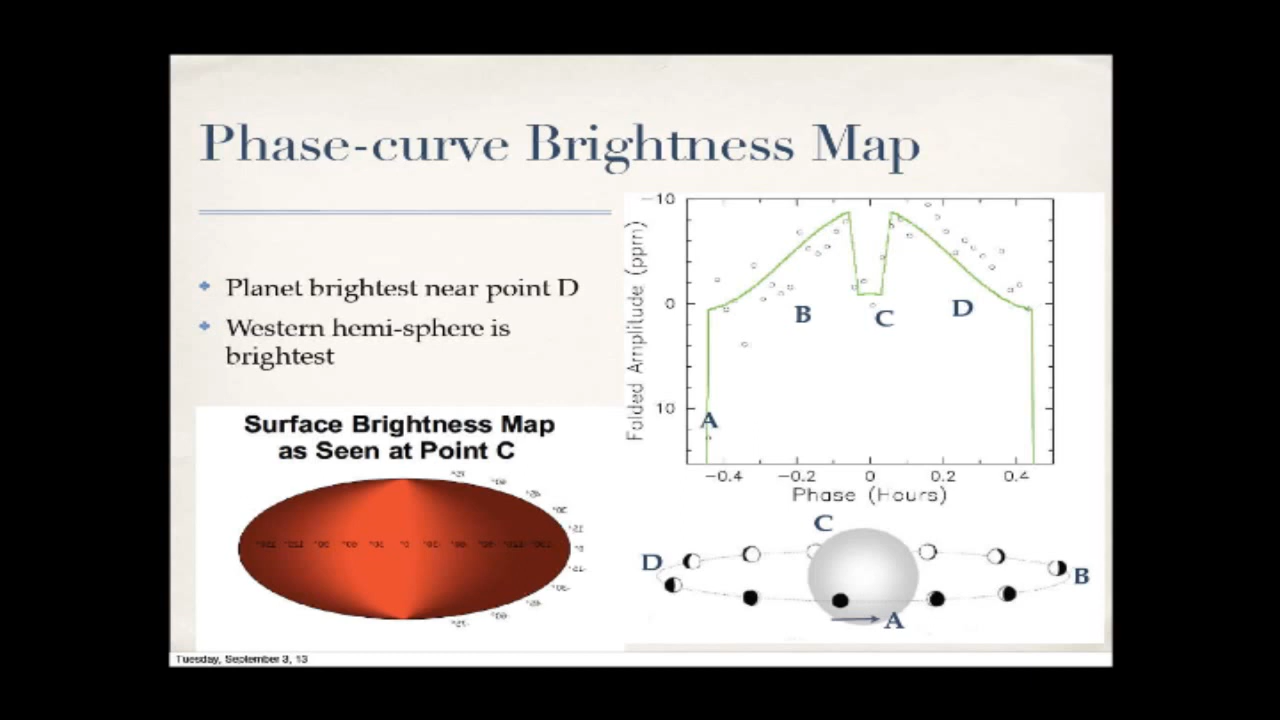 Phase-curve Brightness Map
Planet brightest near point D
Western hemi-sphere is
brightest
Surface Brightness Map
as Seen at Point C
-10
0
10
Folded Amplitude (ppm)
A
B
C
D
-0.4
-0.2
0
0.2
0.4
Phase (Hours)
C
D
B
A
Tuesday, September 3, 13